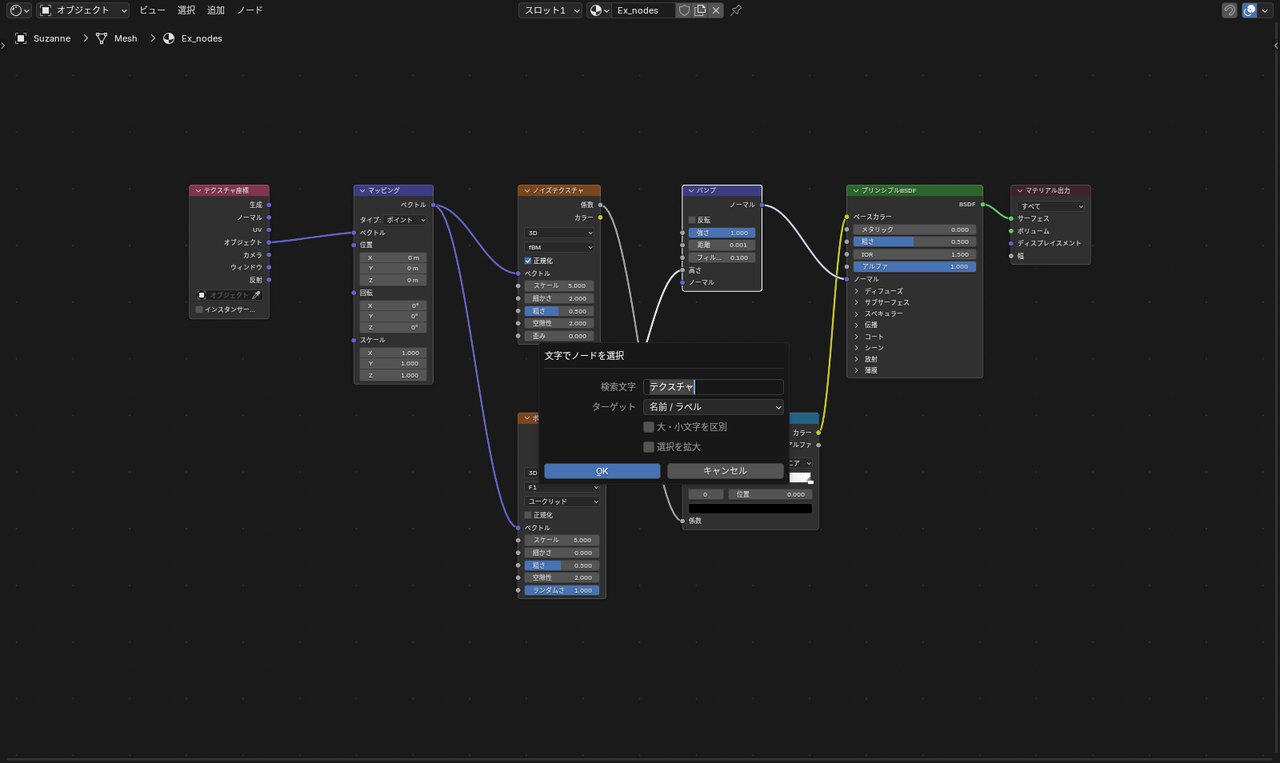 オブジェクト ビュー 選択 追加 ノード スロット1 Ex_nodes
Suzanne Mesh Ex_nodes
テクスチャ座標
生成
ノーマル
UV
オブジェクト
カメラ
ウィンドウ
反射
オブジェクト
インスタンサー...
マッピング
ベクトル
タイプ: ポイント
ベクトル
位置
X 0 m
Y 0 m
Z 0 m
回転
X 0°
Y 0°
Z 0°
スケール
X 1.000
Y 1.000
Z 1.000
ノイズテクスチャ
係数
カラー
3D
fBM
正規化
ベクトル
スケール 5.000
細かさ 2.000
粗さ 0.500
空隙性 2.000
歪み 0.000
バンプ
ノーマル
反転
強さ 1.000
距離 0.001
フィル... 0.100
高さ
ノーマル
プリンシプルBSDF
BSDF
ベースカラー
メタリック 0.000
粗さ 0.500
IOR 1.500
アルファ 1.000
ノーマル
ディフューズ
サブサーフェス
スペキュラー
伝播
コート
シーン
放射
薄膜
マテリアル出力
すべて
サーフェス
ボリューム
ディスプレイスメント
幅
文字でノードを選択
検索文字 テクスチャ
ターゲット 名前 / ラベル
大・小文字を区別
選択を拡大
OK キャンセル
3D
F1
ユークリッド
正規化
ベクトル
スケール 5.000
細かさ 0.000
粗さ 0.500
空隙性 2.000
ランダムさ 1.000
カラー
ルファ
ニア
0 位置 0.000
係数